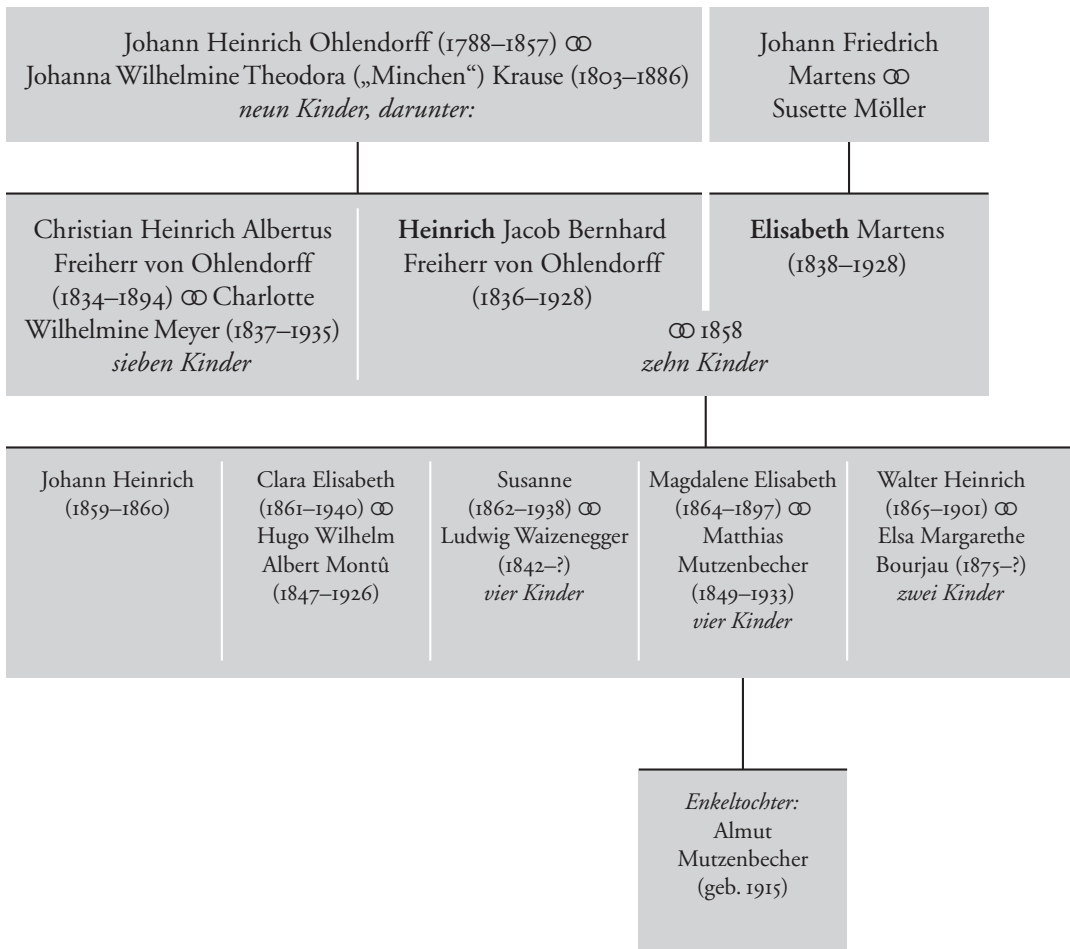 Johann Heinrich Ohlendorff (1788–1857) ⚭
Johanna Wilhelmine Theodora („Minchen“) Krause (1803–1886)
neun Kinder, darunter:
Johann Friedrich
Martens ⚭
Susette Möller
Christian Heinrich Albertus
Freiherr von Ohlendorff
(1834–1894) ⚭ Charlotte
Wilhelmine Meyer (1837–1935)
sieben Kinder
Heinrich Jacob Bernhard
Freiherr von Ohlendorff
(1836–1928)
Elisabeth Martens
(1838–1928)
⚭ 1858
zehn Kinder
Johann Heinrich
(1859–1860)
Clara Elisabeth
(1861–1940) ⚭
Hugo Wilhelm
Albert Montû
(1847–1926)
Susanne
(1862–1938) ⚭
Ludwig Waizenegger
(1842–?)
vier Kinder
Magdalene Elisabeth
(1864–1897) ⚭
Matthias
Mutzenbecher
(1849–1933)
vier Kinder
Walter Heinrich
(1865–1901) ⚭
Elsa Margarethe
Bourjau (1875–?)
zwei Kinder
Enkeltochter:
Almut
Mutzenbecher
(geb. 1915)